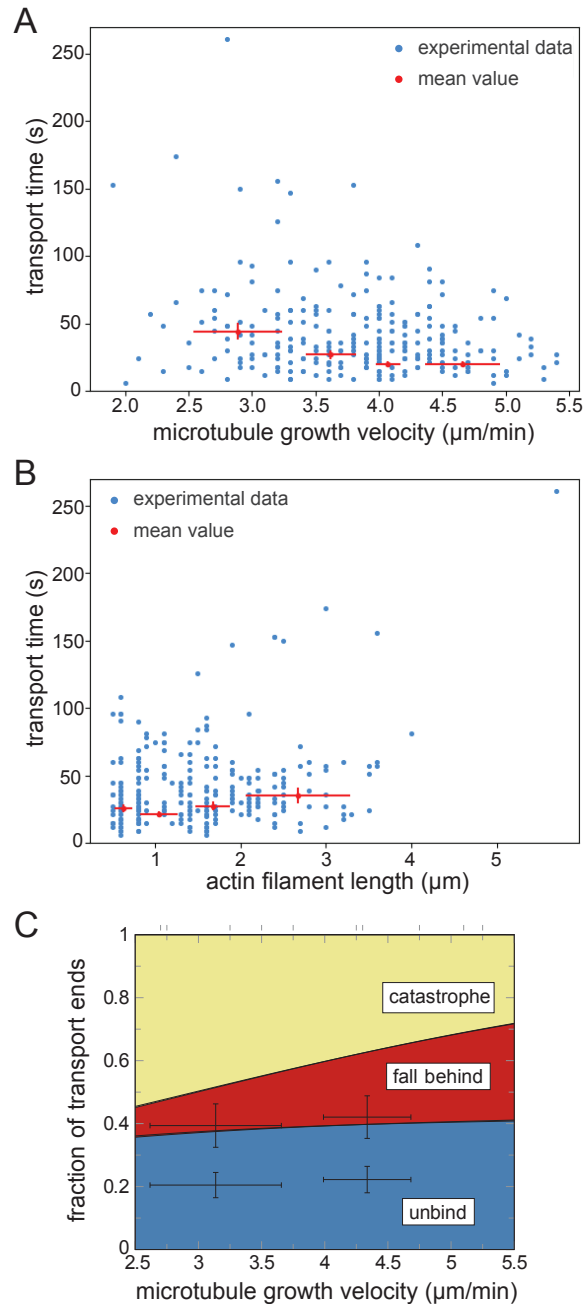 A
experimental data
mean value
250
200
150
100
50
0
transport time (s)
2.0 2.5 3.0 3.5 4.0 4.5 5.0 5.5
microtubule growth velocity (µm/min)
B
experimental data
mean value
250
200
150
100
50
0
transport time (s)
1 2 3 4 5
actin filament length (µm)
C
1
0.8
0.6
0.4
0.2
0
fraction of transport ends
catastrophe
fall behind
unbind
2.5 3 3.5 4 4.5 5 5.5
microtubule growth velocity (µm/min)